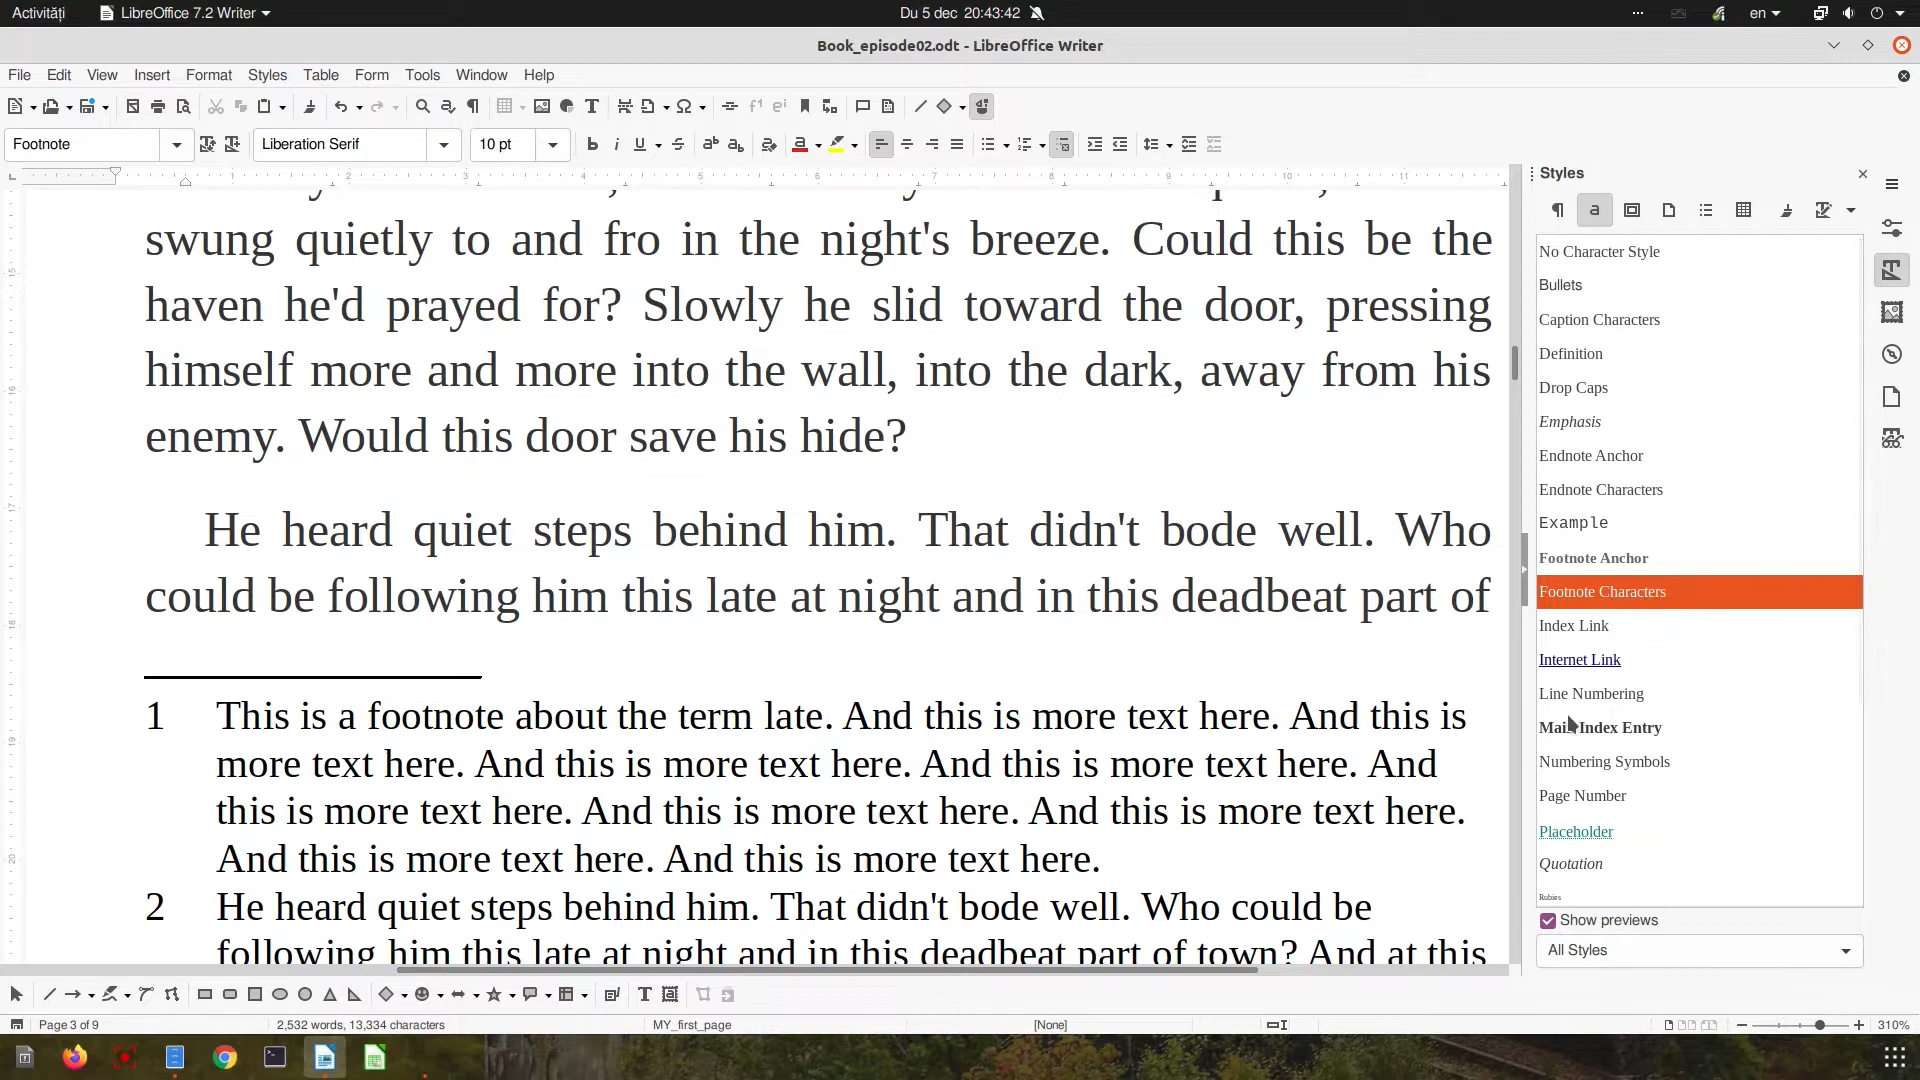 Activități
LibreOffice 7.2 Writer
Du 5 dec 20:43:42
en
Book_episode02.odt - LibreOffice Writer
File Edit View Insert Format Styles Table Form Tools Window Help
Footnote
Liberation Serif
10 pt
swung quietly to and fro in the night's breeze. Could this be the
haven he'd prayed for? Slowly he slid toward the door, pressing
himself more and more into the wall, into the dark, away from his
enemy. Would this door save his hide?
He heard quiet steps behind him. That didn't bode well. Who
could be following him this late at night and in this deadbeat part of
1 This is a footnote about the term late. And this is more text here. And this is
more text here. And this is more text here. And this is more text here. And
this is more text here. And this is more text here. And this is more text here.
And this is more text here. And this is more text here.
2 He heard quiet steps behind him. That didn't bode well. Who could be
following him this late at night and in this deadbeat part of town? And at this
Styles
No Character Style
Bullets
Caption Characters
Definition
Drop Caps
Emphasis
Endnote Anchor
Endnote Characters
Example
Footnote Anchor
Footnote Characters
Index Link
Internet Link
Line Numbering
Main Index Entry
Numbering Symbols
Page Number
Placeholder
Quotation
Rubies
Show previews
All Styles
Page 3 of 9
2,532 words, 13,334 characters
MY_first_page
[None]
310%